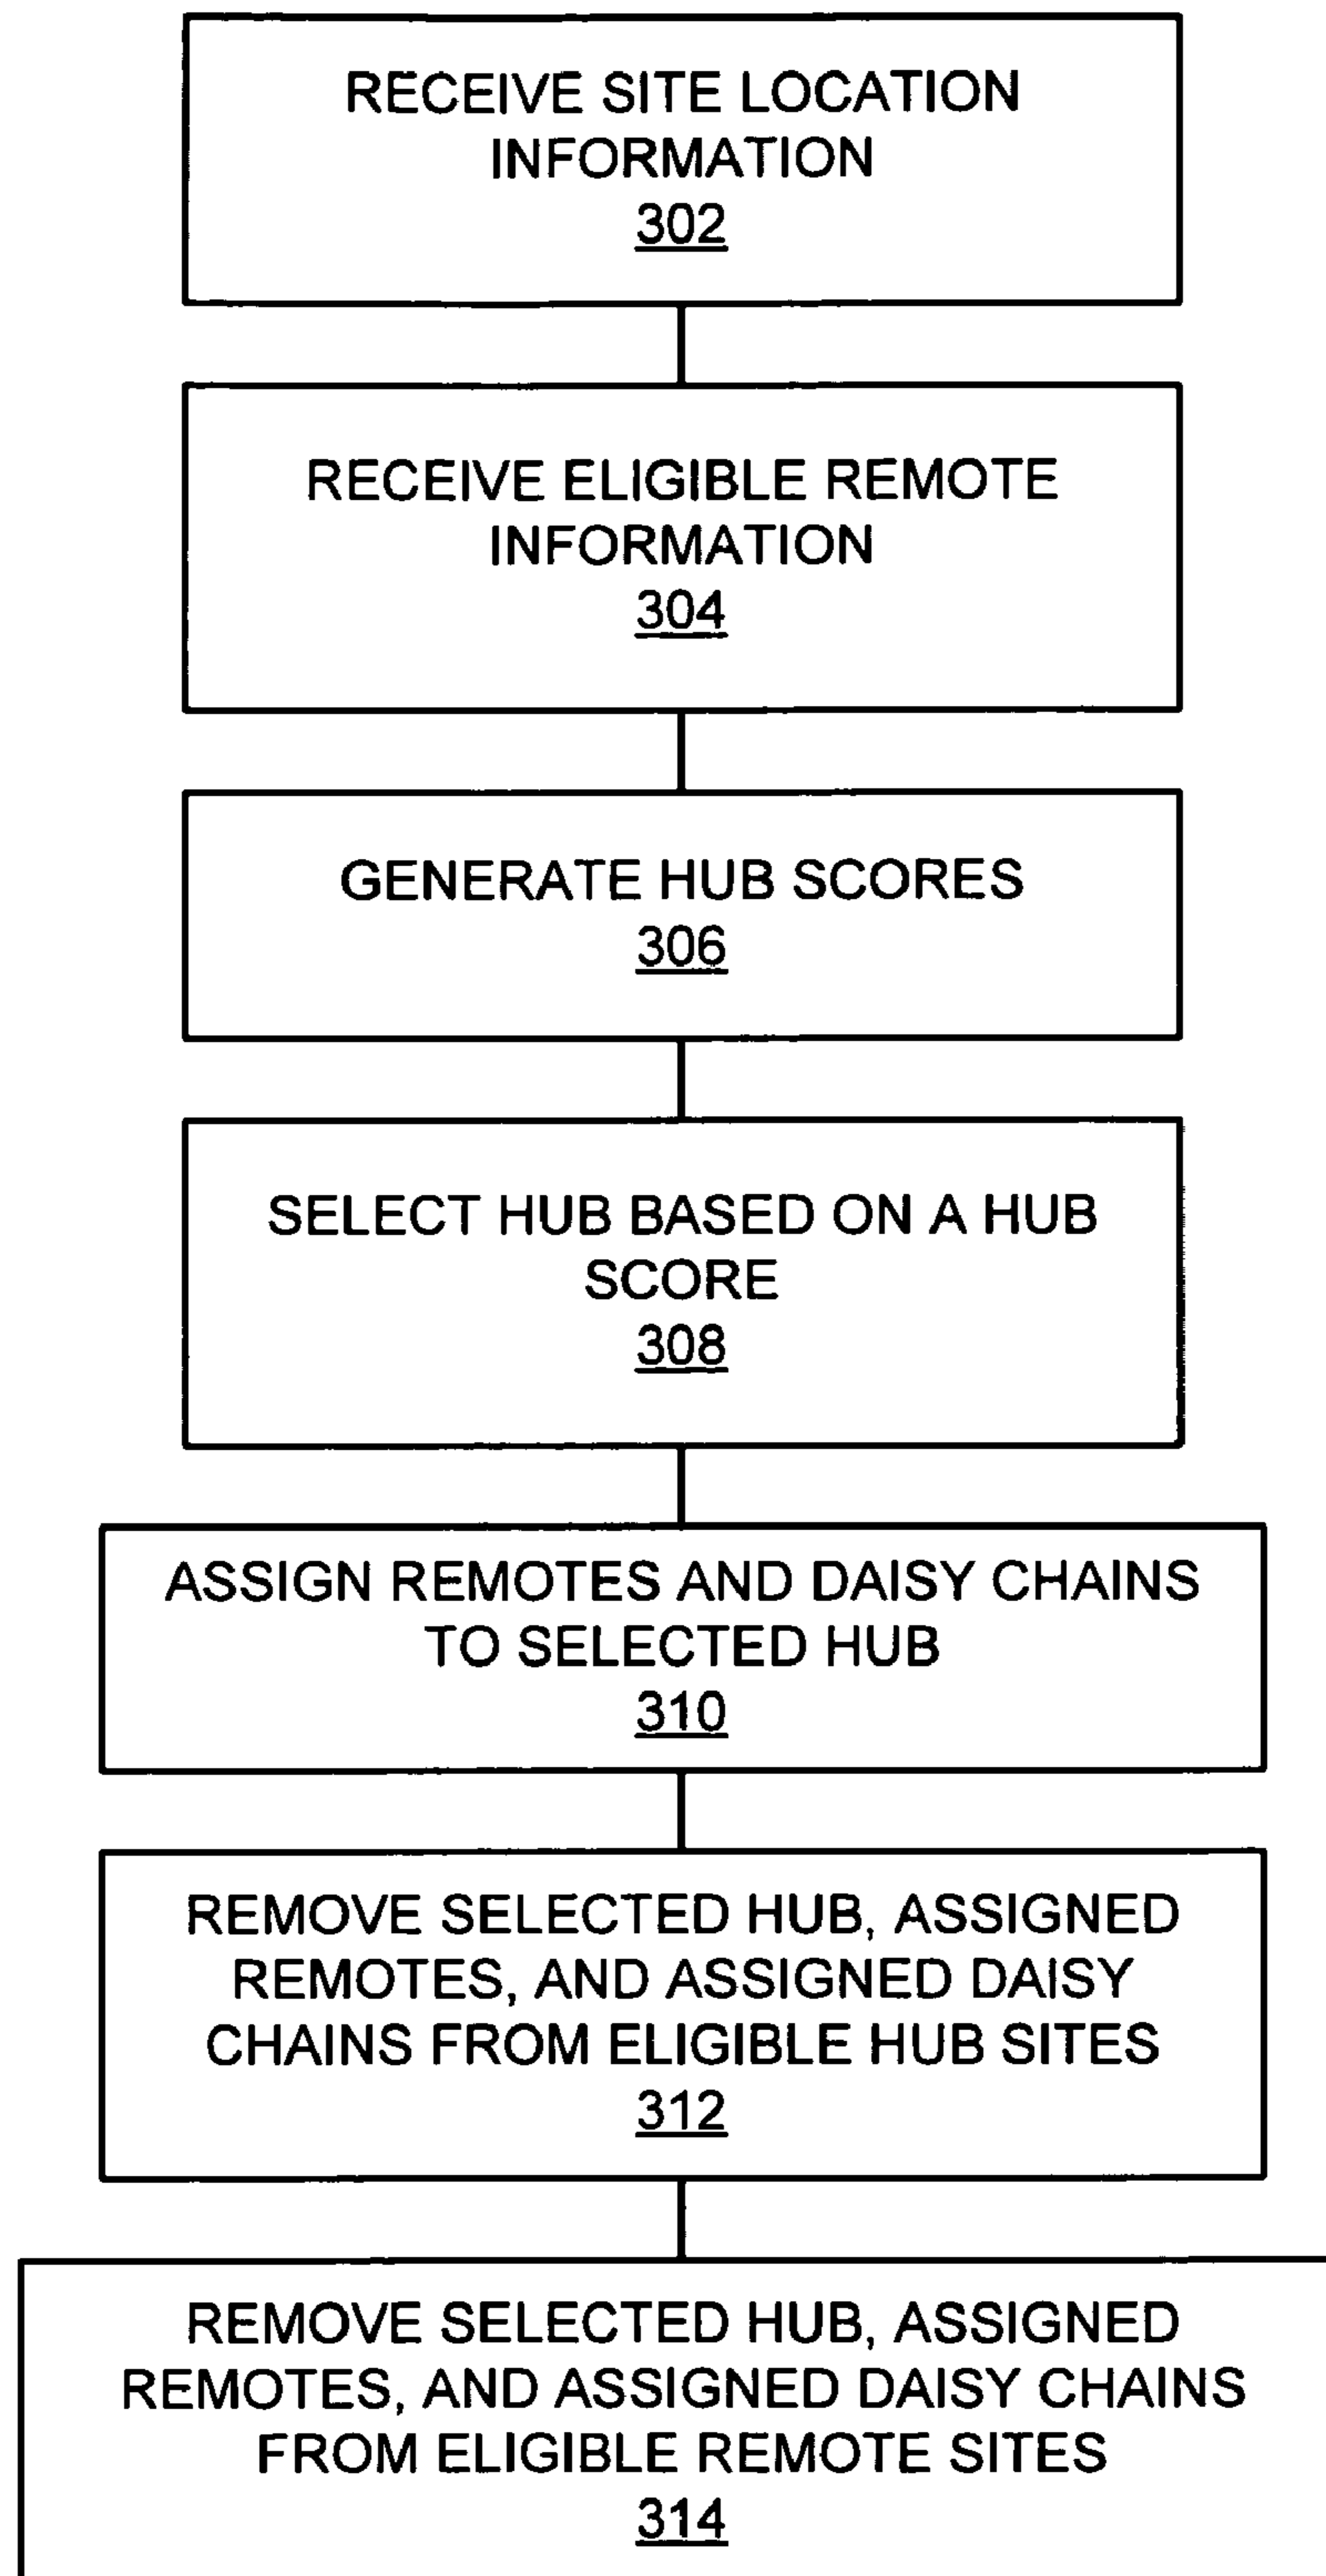 RECEIVE SITE LOCATION
INFORMATION
302
RECEIVE ELIGIBLE REMOTE
INFORMATION
304
GENERATE HUB SCORES
306
SELECT HUB BASED ON A HUB
SCORE
308
ASSIGN REMOTES AND DAISY CHAINS
TO SELECTED HUB
310
REMOVE SELECTED HUB, ASSIGNED
REMOTES, AND ASSIGNED DAISY
CHAINS FROM ELIGIBLE HUB SITES
312
REMOVE SELECTED HUB, ASSIGNED
REMOTES, AND ASSIGNED DAISY CHAINS
FROM ELIGIBLE REMOTE SITES
314